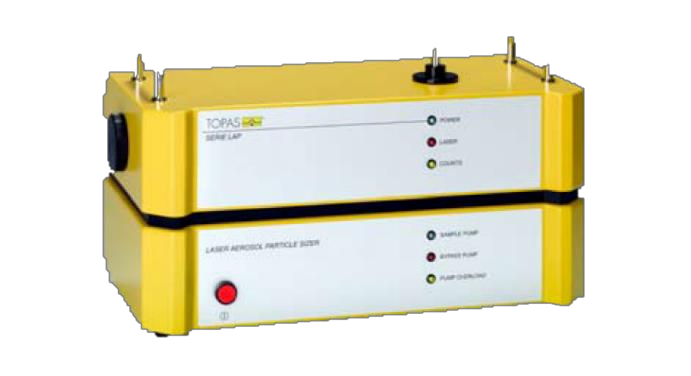 TOPAS
SERIE LAP
POWER
LASER
COUNTS
LASER AEROSOL PARTICLE SIZER
SAMPLE PUMP
BYPASS PUMP
PUMP OVERLOAD